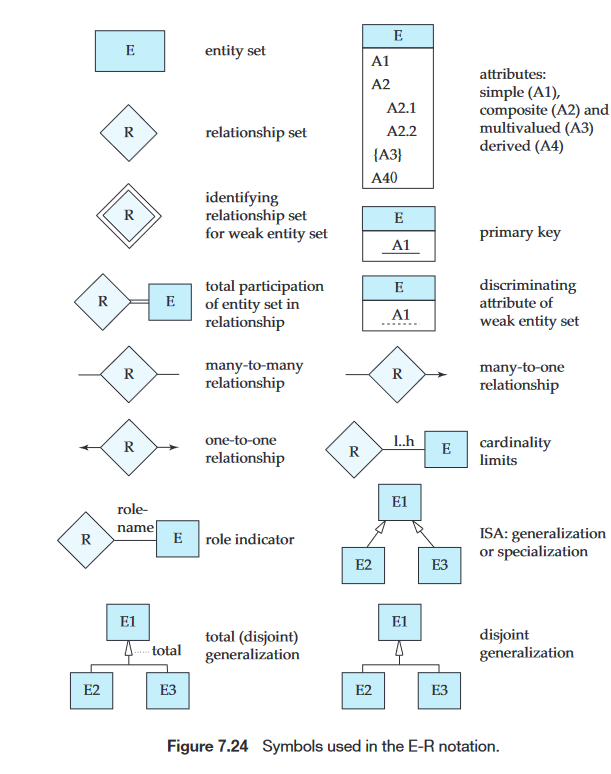 E
entity set
R
relationship set
R
identifying
relationship set
for weak entity set
R
E
total participation
of entity set in
relationship
R
many-to-many
relationship
R
one-to-one
relationship
role-
name
R
E
role indicator
E1
total
E2
E3
total (disjoint)
generalization
E
A1
A2
A2.1
A2.2
{A3}
A4()
attributes:
simple (A1),
composite (A2) and
multivalued (A3)
derived (A4)
E
A1
primary key
E
A1
discriminating
attribute of
weak entity set
R
many-to-one
relationship
R
l..h
E
cardinality
limits
E1
E2
E3
ISA: generalization
or specialization
E1
E2
E3
disjoint
generalization
Figure 7.24 Symbols used in the E-R notation.